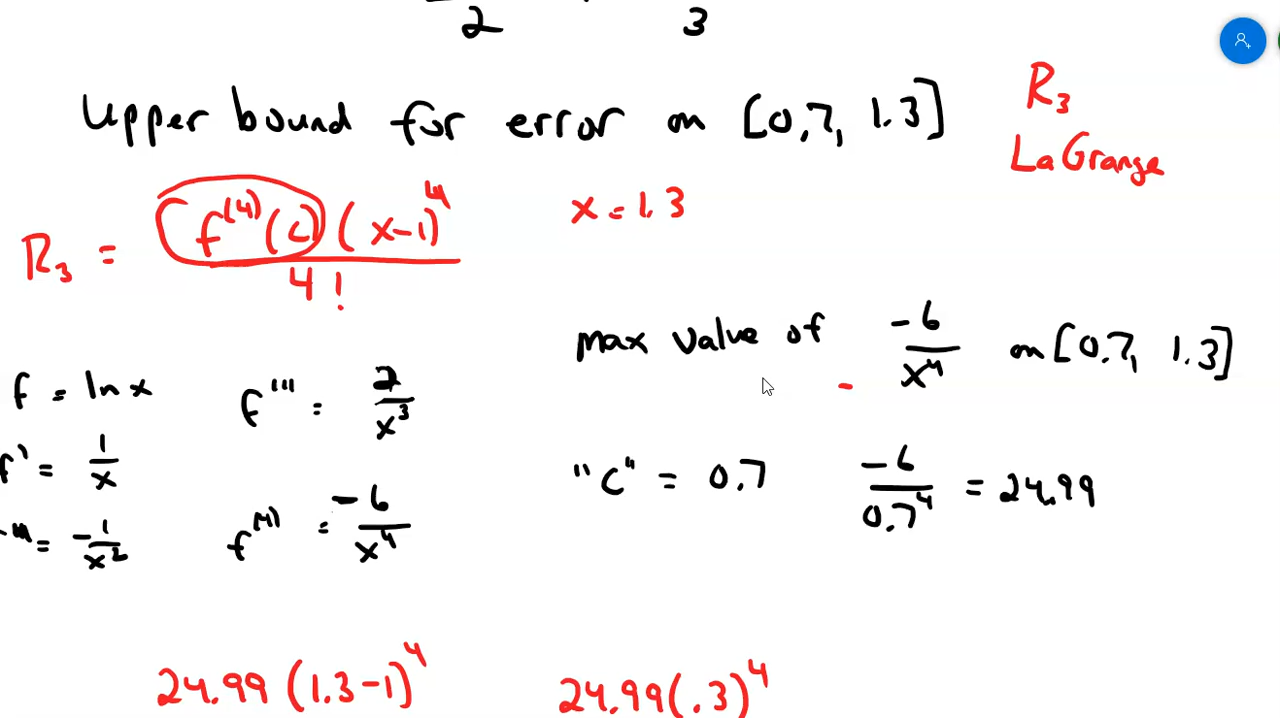 2 3
Upper bound for error on [0.7, 1.3]
R₃
LaGrange
R₃ = f⁽⁴⁾(c)(x-1)⁴ / 4!
x = 1.3
max value of -6/x⁴ on [0.7, 1.3]
-
f = ln x
f''' = 2/x³
f' = 1/x
"c" = 0.7
-6/0.7⁴ = 24.99
'' = -1/x²
f⁽⁴⁾ = -6/x⁴
24.99(1.3-1)⁴
24.99(.3)⁴